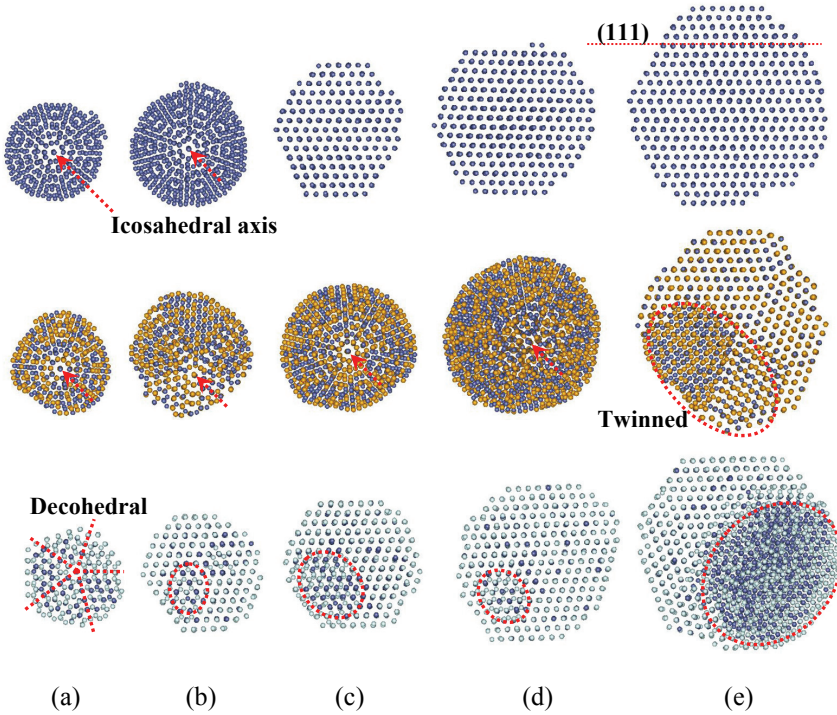 (111)
Icosahedral axis
Twinned
Decohedral
(a) (b) (c) (d) (e)